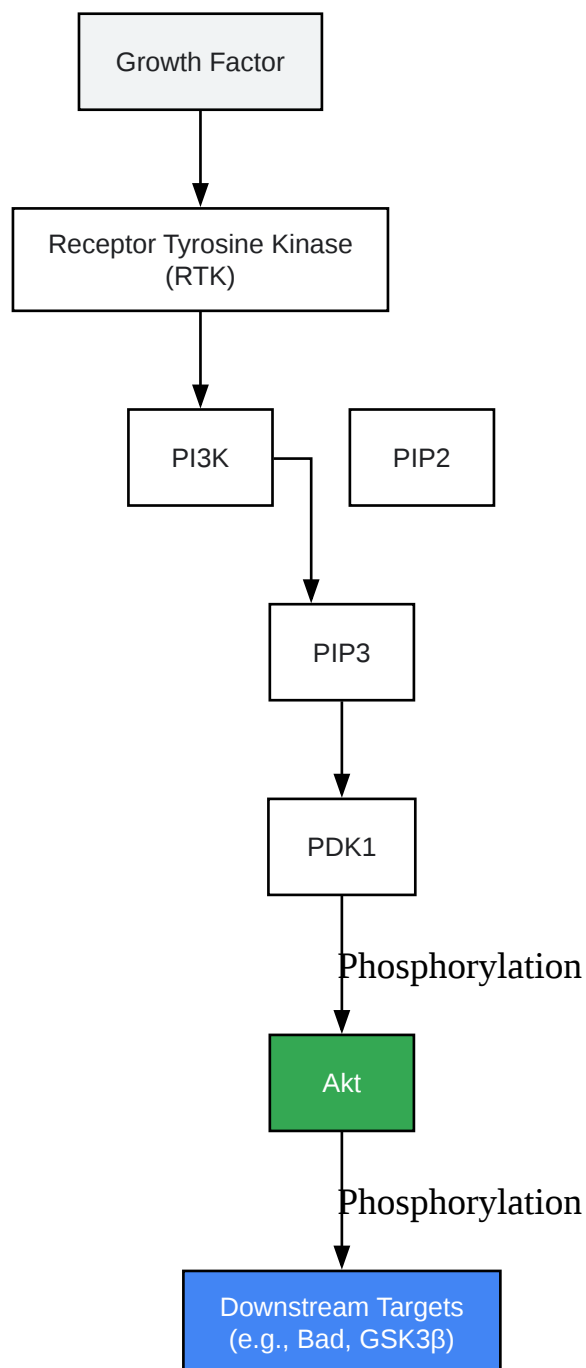 Growth Factor
Receptor Tyrosine Kinase
(RTK)
PI3K
PIP2
PIP3
PDK1
Phosphorylation
Akt
Phosphorylation
Downstream Targets
(e.g., Bad, GSK3β)